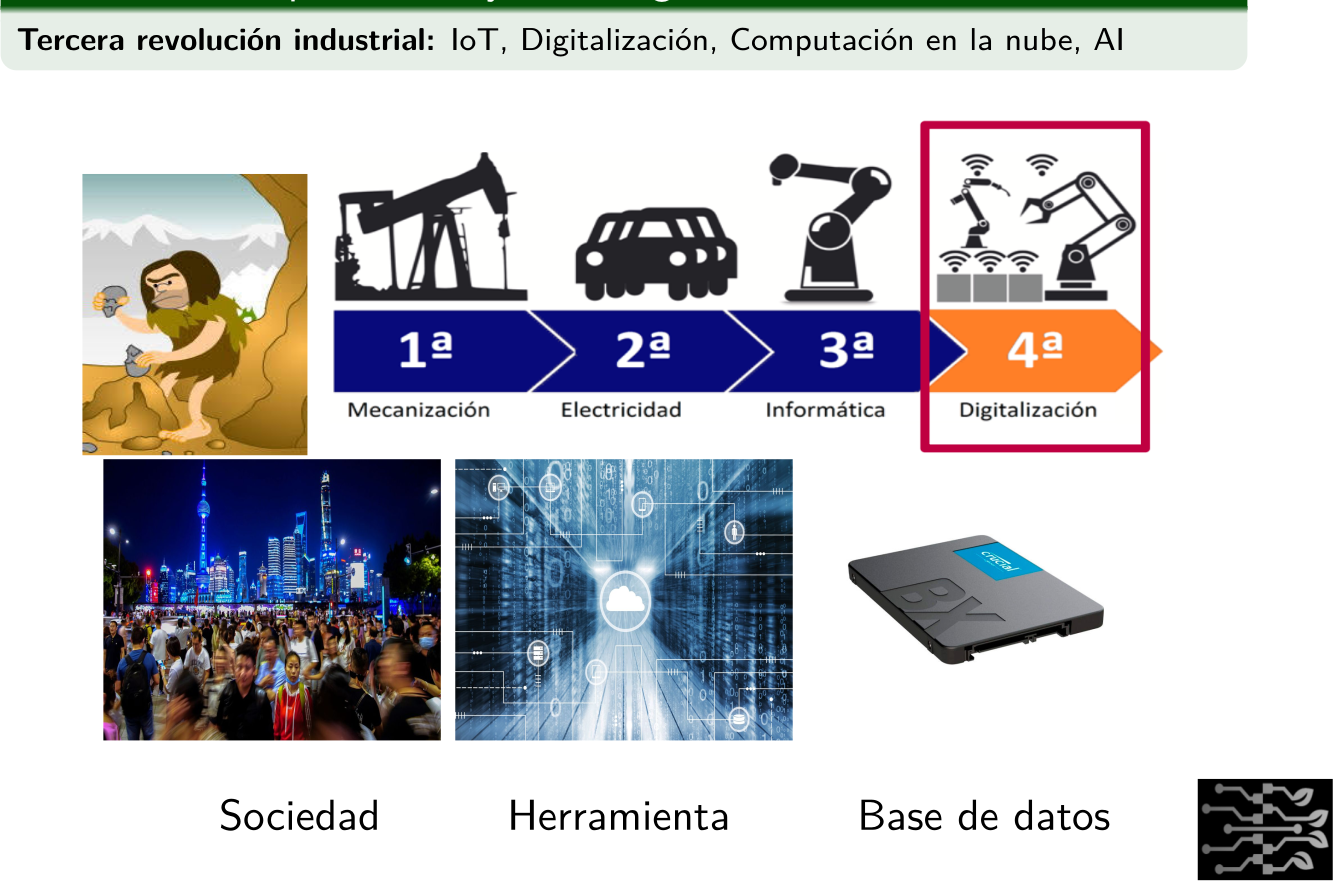 Tercera revolución industrial: IoT, Digitalización, Computación en la nube, AI
1ª
2ª
3ª
4ª
Mecanización
Electricidad
Informática
Digitalización
crucial
BX
Sociedad
Herramienta
Base de datos